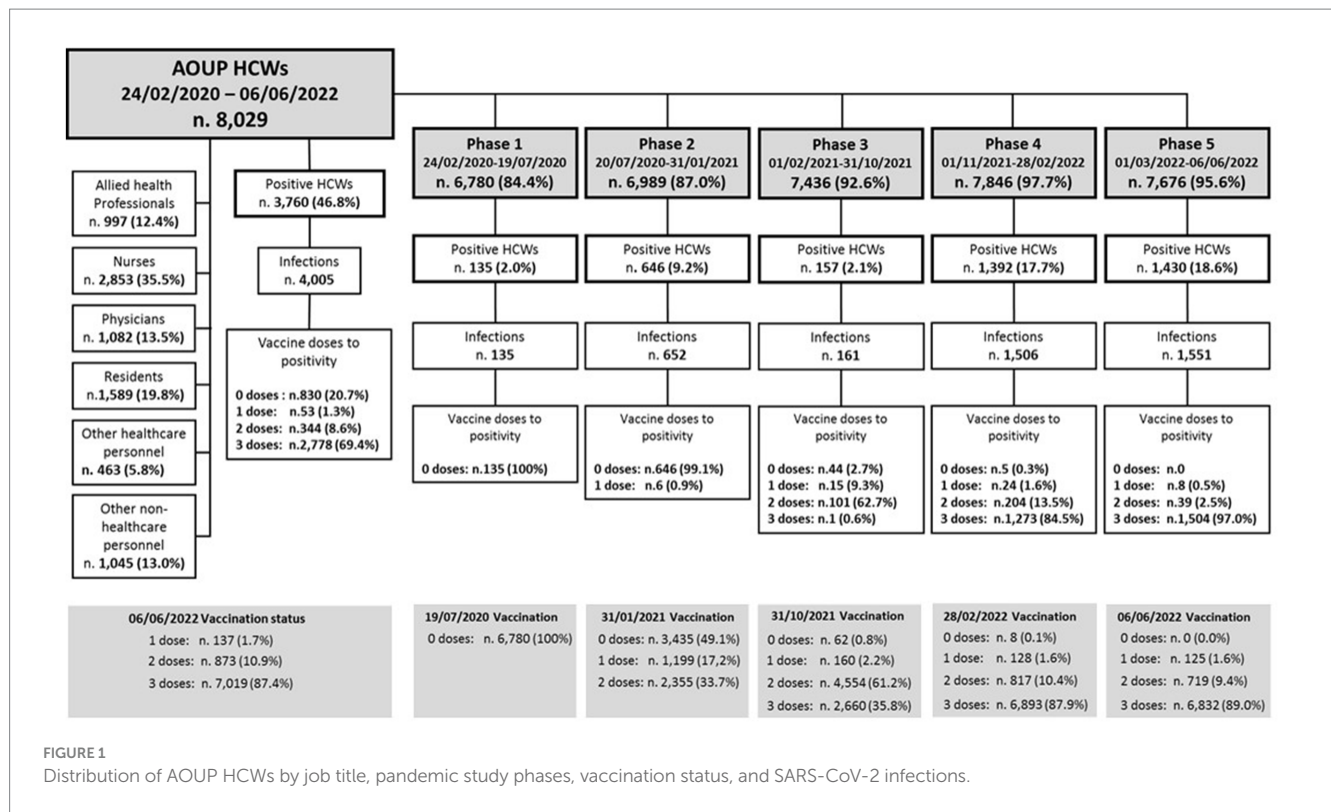 AOUP HCWs
24/02/2020 – 06/06/2022
n. 8,029
Allied health
Professionals
n. 997 (12.4%)
Nurses
n. 2,853 (35.5%)
Physicians
n. 1,082 (13.5%)
Residents
n.1,589 (19.8%)
Other healthcare
personnel
n. 463 (5.8%)
Other non-
healthcare
personnel
n. 1,045 (13.0%)
Positive HCWs
n. 3,760 (46.8%)
Infections
n. 4,005
Vaccine doses to
positivity
0 doses : n.830 (20.7%)
1 dose: n.53 (1.3%)
2 doses: n.344 (8.6%)
3 doses: n.2,778 (69.4%)
Phase 1
24/02/2020-19/07/2020
n. 6,780 (84.4%)
Positive HCWs
n. 135 (2.0%)
Infections
n. 135
Vaccine doses to
positivity
0 doses: n.135 (100%)
Phase 2
20/07/2020-31/01/2021
n. 6,989 (87.0%)
Positive HCWs
n. 646 (9.2%)
Infections
n. 652
Vaccine doses to
positivity
0 doses: n.646 (99.1%)
1 dose: n.6 (0.9%)
Phase 3
01/02/2021-31/10/2021
7,436 (92.6%)
Positive HCWs
n. 157 (2.1%)
Infections
n. 161
Vaccine doses to
positivity
0 doses: n.44 (2.7%)
1 dose: n.15 (9.3%)
2 doses: n.101 (62.7%)
3 doses: n.1 (0.6%)
Phase 4
01/11/2021-28/02/2022
n. 7,846 (97.7%)
Positive HCWs
n. 1,392 (17.7%)
Infections
n. 1,506
Vaccine doses to
positivity
0 doses: n.5 (0.3%)
1 dose: n.24 (1.6%)
2 doses: n.204 (13.5%)
3 doses: n.1,273 (84.5%)
Phase 5
01/03/2022-06/06/2022
n. 7,676 (95.6%)
Positive HCWs
n. 1,430 (18.6%)
Infections
n. 1,551
Vaccine doses to
positivity
0 doses: n.0
1 dose: n.8 (0.5%)
2 doses: n.39 (2.5%)
3 doses: n.1,504 (97.0%)
06/06/2022 Vaccination status
1 dose: n. 137 (1.7%)
2 doses: n. 873 (10.9%)
3 doses: n. 7,019 (87.4%)
19/07/2020 Vaccination
0 doses: n. 6,780 (100%)
31/01/2021 Vaccination
0 doses: n. 3,435 (49.1%)
1 dose: n. 1,199 (17,2%)
2 doses: n. 2,355 (33.7%)
31/10/2021 Vaccination
0 doses: n. 62 (0.8%)
1 dose: n. 160 (2.2%)
2 doses: n. 4,554 (61.2%)
3 doses: n. 2,660 (35.8%)
28/02/2022 Vaccination
0 doses: n. 8 (0.1%)
1 dose: n. 128 (1.6%)
2 doses: n. 817 (10.4%)
3 doses: n. 6,893 (87.9%)
06/06/2022 Vaccination
0 doses: n. 0 (0.0%)
1 dose: n. 125 (1.6%)
2 doses: n. 719 (9.4%)
3 doses: n. 6,832 (89.0%)
FIGURE 1
Distribution of AOUP HCWs by job title, pandemic study phases, vaccination status, and SARS-CoV-2 infections.